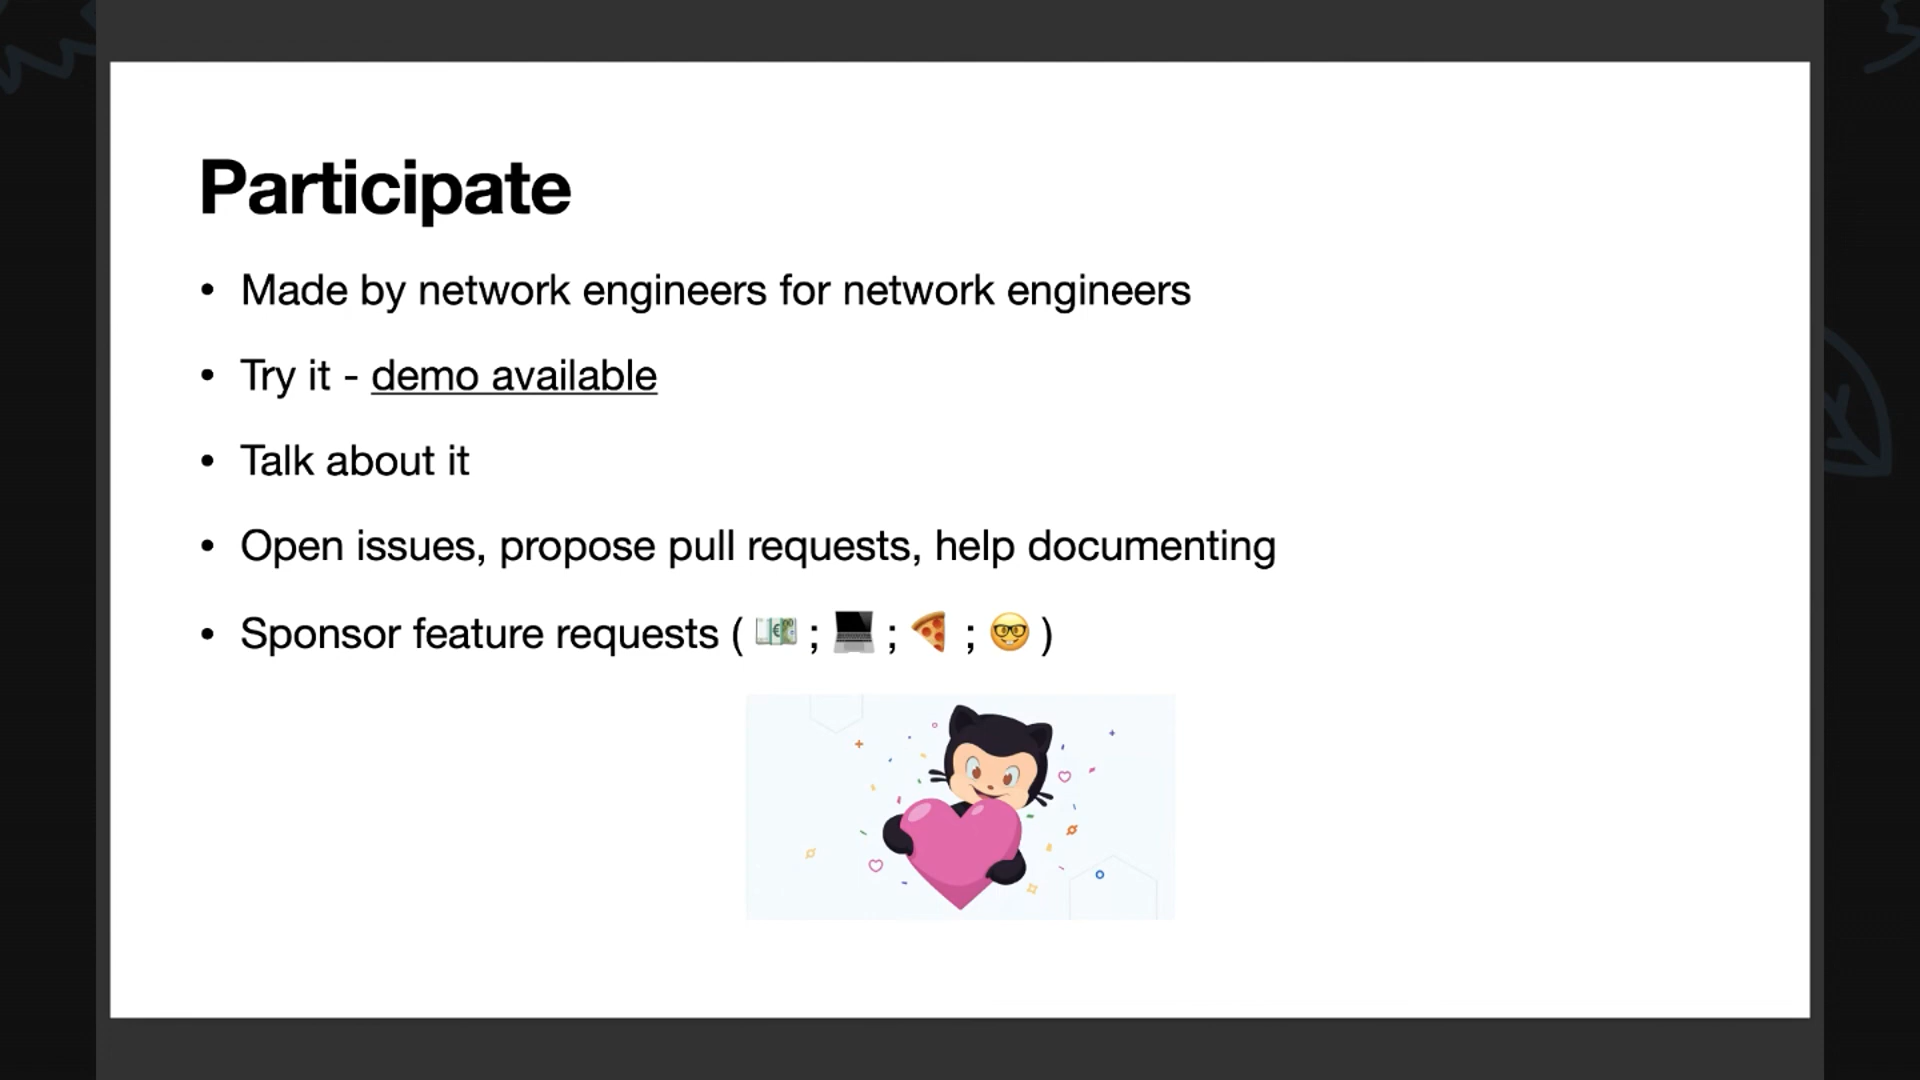 Participate
• Made by network engineers for network engineers
• Try it - demo available
• Talk about it
• Open issues, propose pull requests, help documenting
• Sponsor feature requests ( 💶 ; 💻 ; 🍕 ; 🤓 )